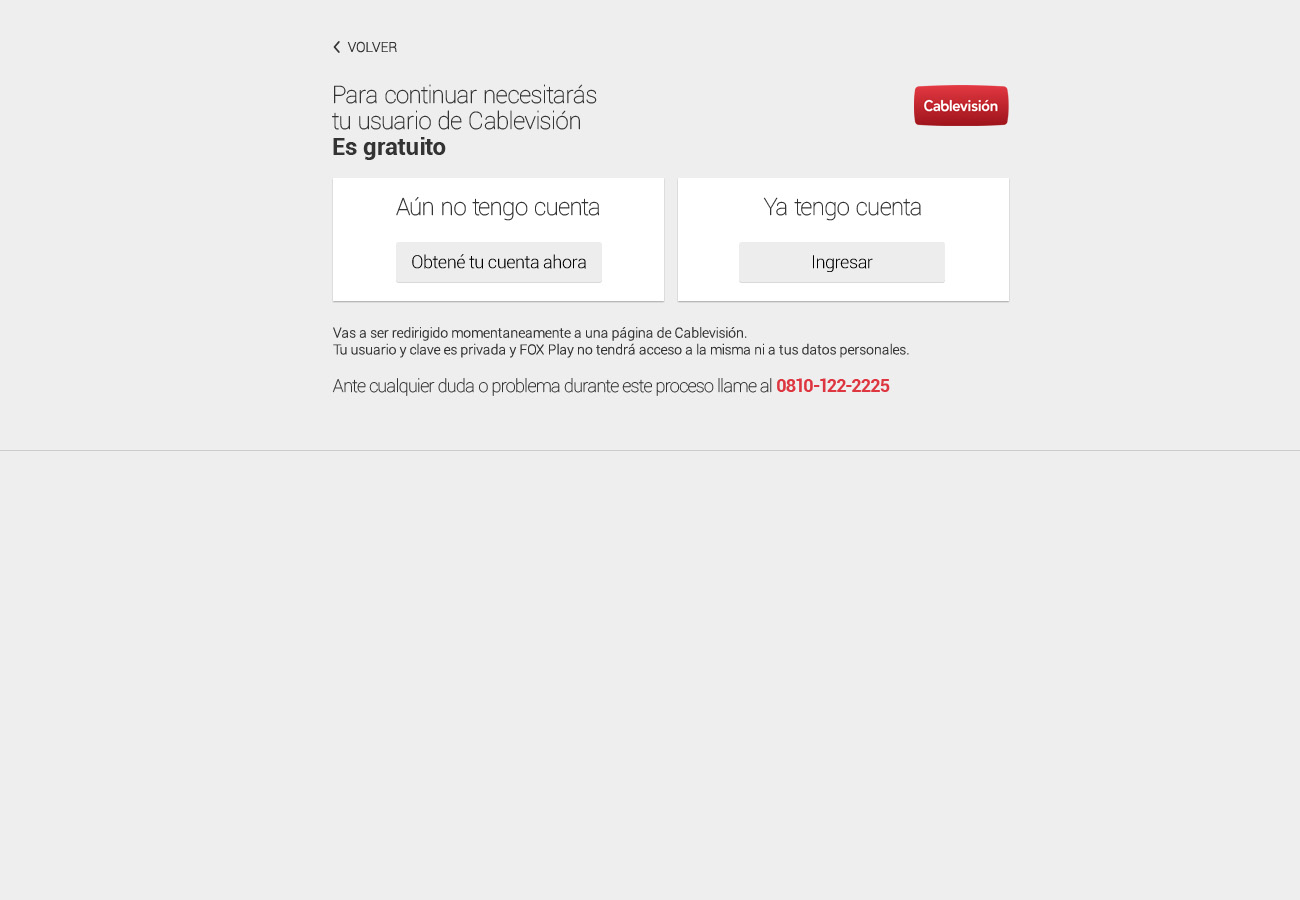 VOLVER
Para continuar necesitarás
tu usuario de Cablevisión
Es gratuito
Cablevisión
Aún no tengo cuenta
Obtené tu cuenta ahora
Ya tengo cuenta
Ingresar
Vas a ser redirigido momentaneamente a una página de Cablevisión.
Tu usuario y clave es privada y FOX Play no tendrá acceso a la misma ni a tus datos personales.
Ante cualquier duda o problema durante este proceso llame al 0810-122-2225